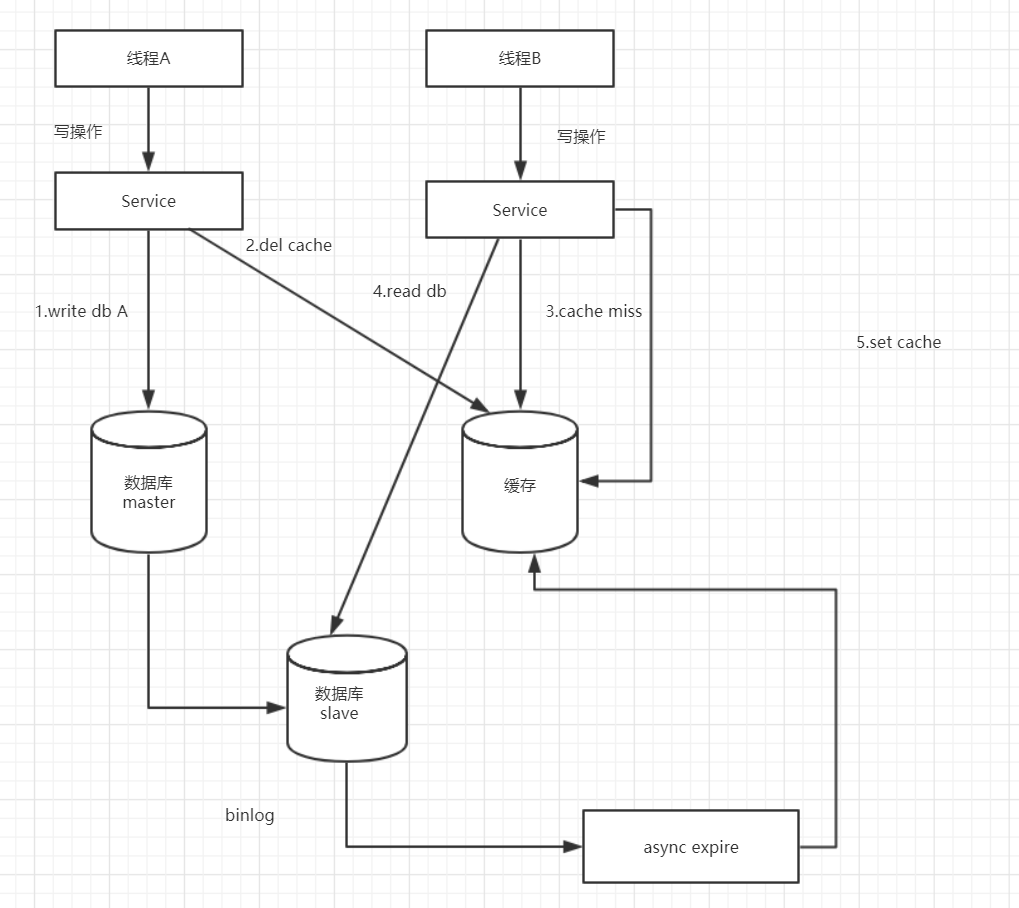 线程A
线程B
写操作
写操作
Service
Service
2.del cache
4.read db
1.write db A
3.cache miss
5.set cache
数据库
master
缓存
数据库
slave
binlog
async expire